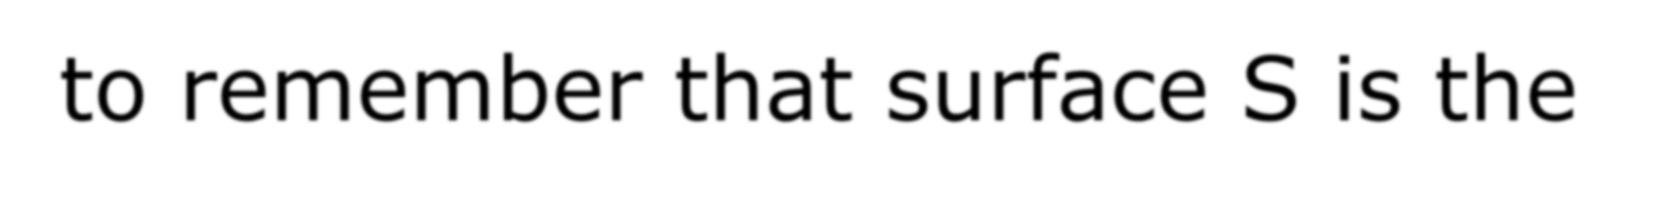 to remember that surface S is the